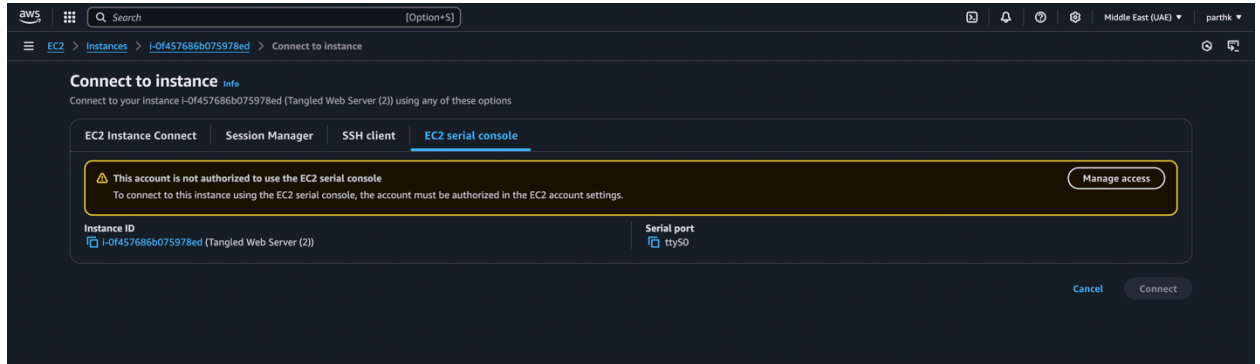 aws Search [Option+S] Middle East (UAE) parthk
EC2 > Instances > i-0f457686b075978ed > Connect to instance
Connect to instance Info
Connect to your instance i-0f457686b075978ed (Tangled Web Server (2)) using any of these options
EC2 Instance Connect Session Manager SSH client EC2 serial console
This account is not authorized to use the EC2 serial console
To connect to this instance using the EC2 serial console, the account must be authorized in the EC2 account settings.
Manage access
Instance ID
i-0f457686b075978ed (Tangled Web Server (2))
Serial port
ttyS0
Cancel Connect